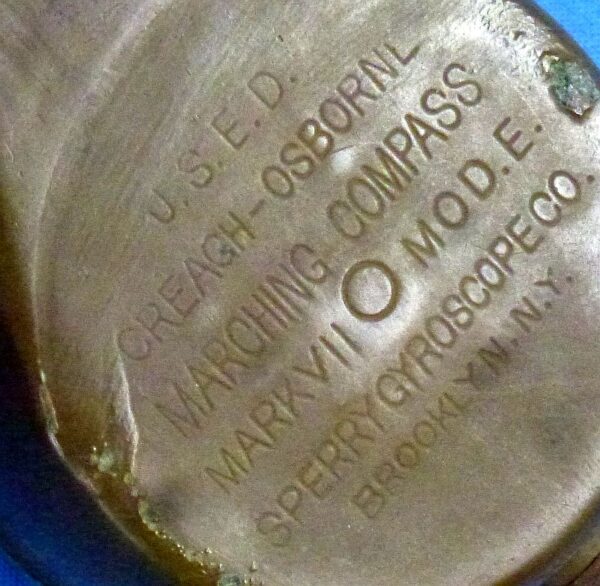 U. S. E. D.
CREAGH-OSBORNE
MARCHING COMPASS
MARK VII O MOD. E.
SPERRY GYROSCOPE CO.
BROOKLYN. N.Y.